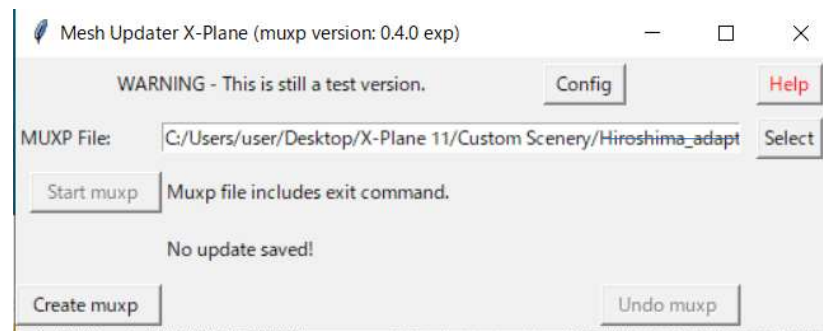 Mesh Updater X-Plane (muxp version: 0.4.0 exp)
WARNING - This is still a test version. Config Help
MUXP File: C:/Users/user/Desktop/X-Plane 11/Custom Scenery/Hiroshima_adapt Select
Start muxp Muxp file includes exit command.
No update saved!
Create muxp Undo muxp